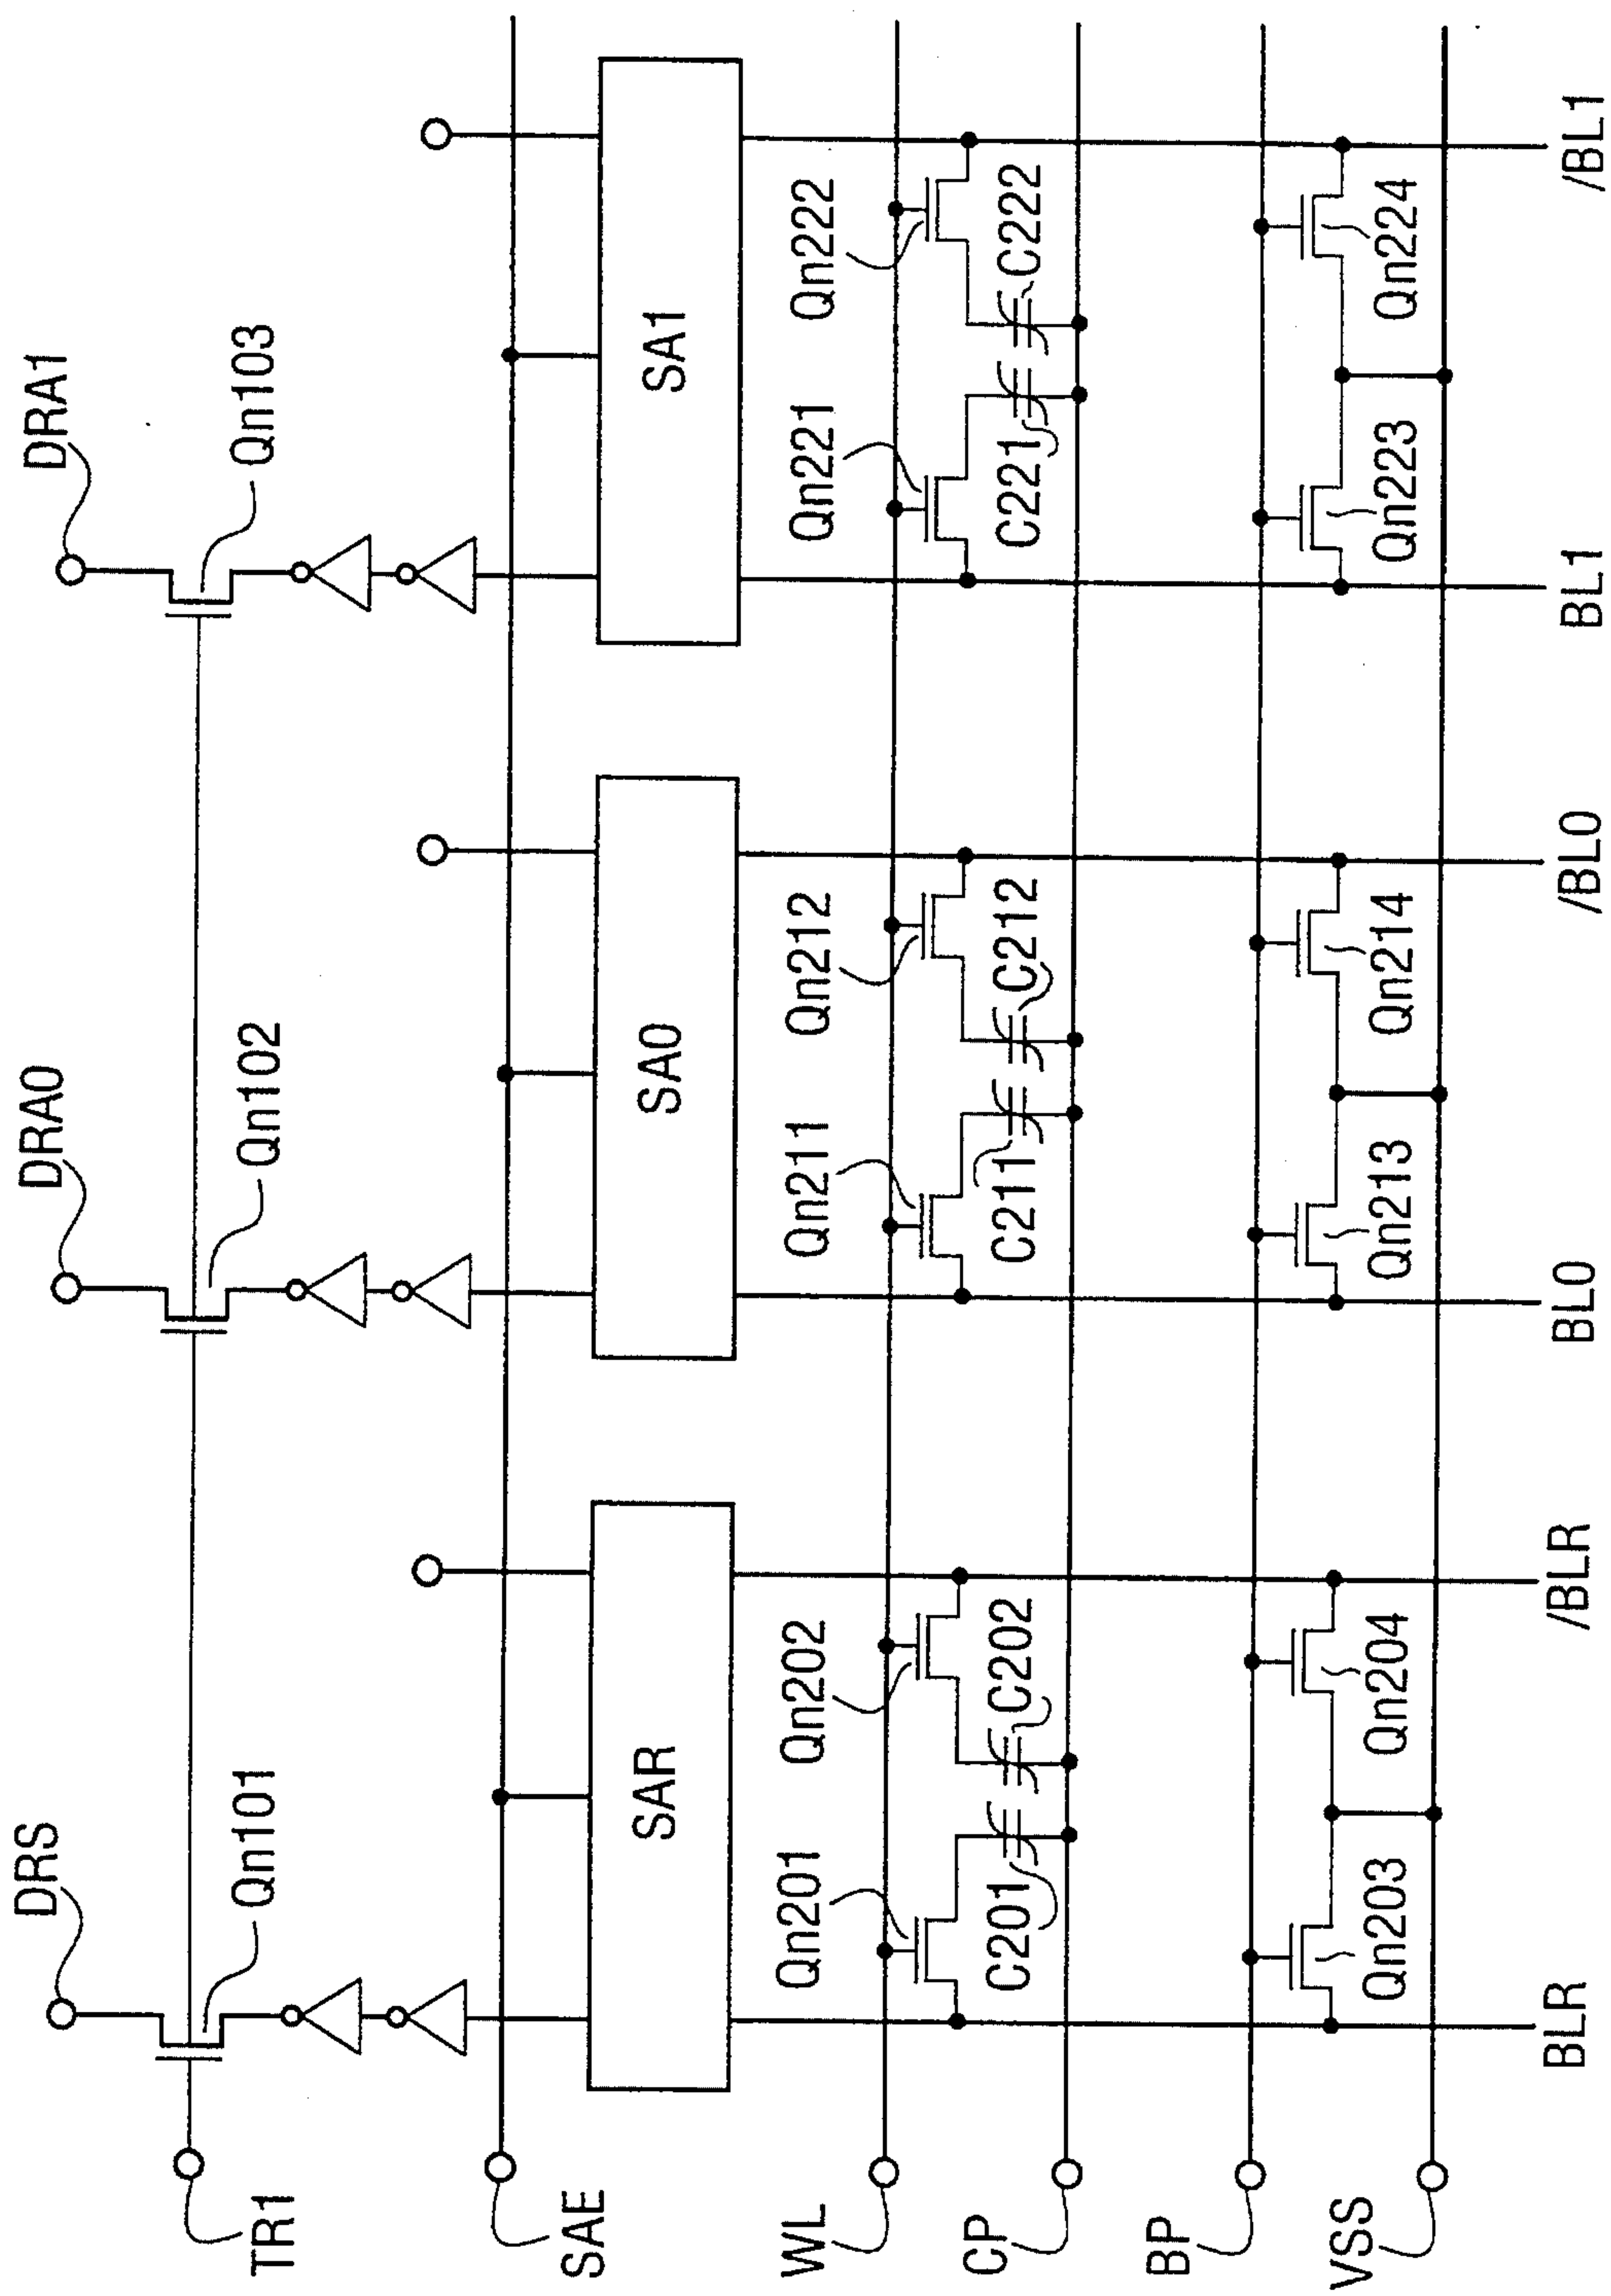 DRS
DRA0
DRA1
Qn101
Qn102
Qn103
TR1
SAE
SAR
SA0
SA1
Qn201
Qn202
Qn211
Qn212
Qn221
Qn222
WL
C201
C202
C211
C212
C221
C222
CP
BP
Qn203
Qn204
Qn213
Qn214
Qn223
Qn224
VSS
BLR
/BLR
BL0
/BL0
BL1
/BL1